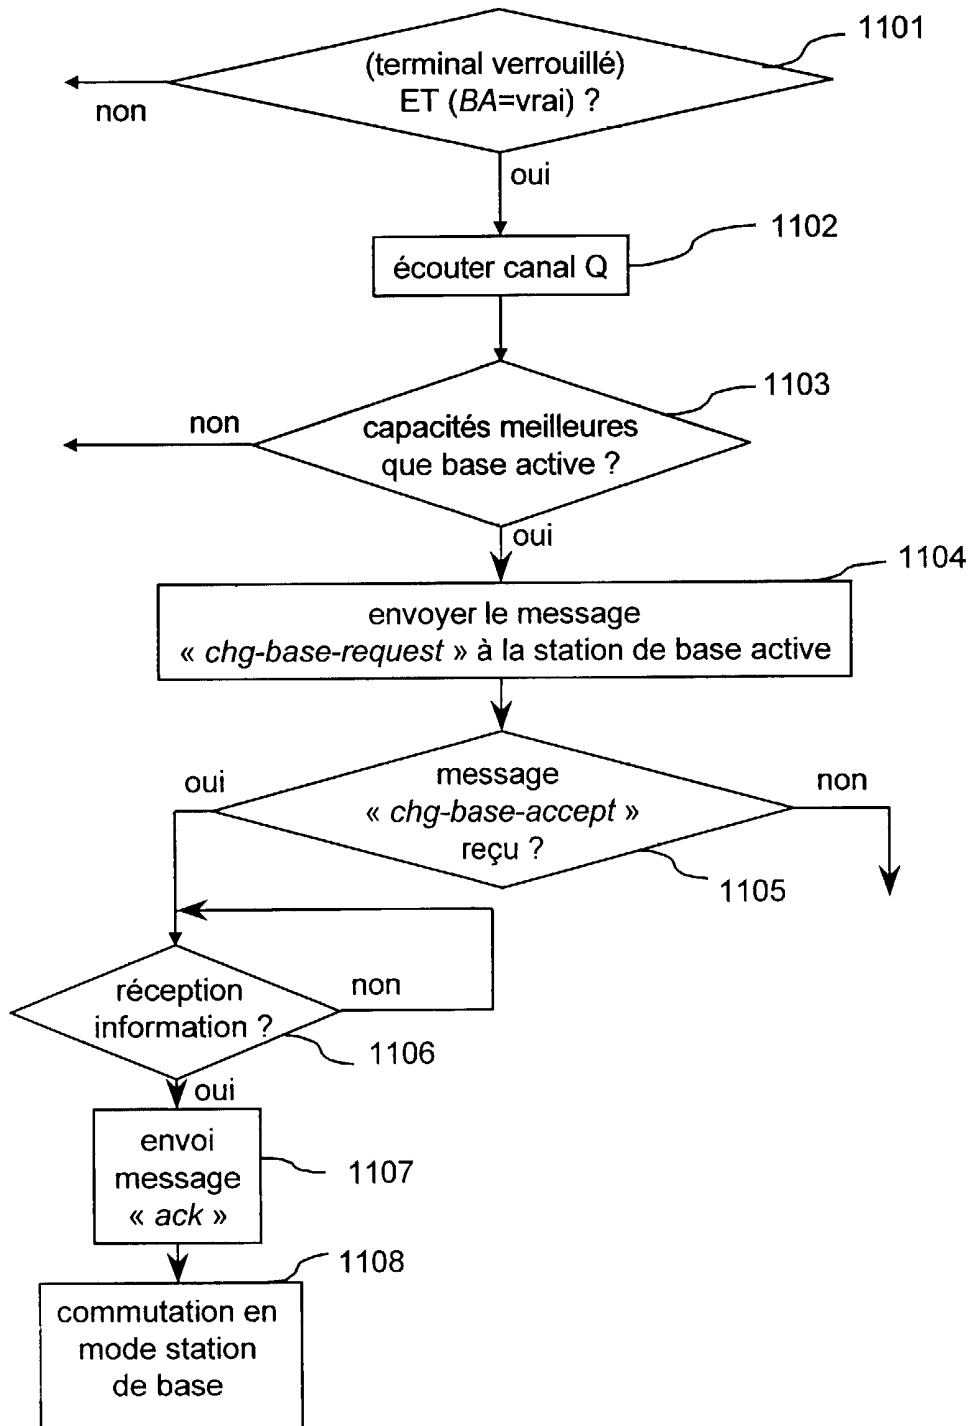 1101
(terminal verrouillé)
ET (BA=vrai) ?
non
oui
1102
écouter canal Q
1103
non
capacités meilleures
que base active ?
oui
1104
envoyer le message
« chg-base-request » à la station de base active
oui
message
non
« chg-base-accept »
reçu ?
1105
réception
non
information ?
1106
oui
envoi
message
« ack »
1107
1108
commutation en
mode station
de base